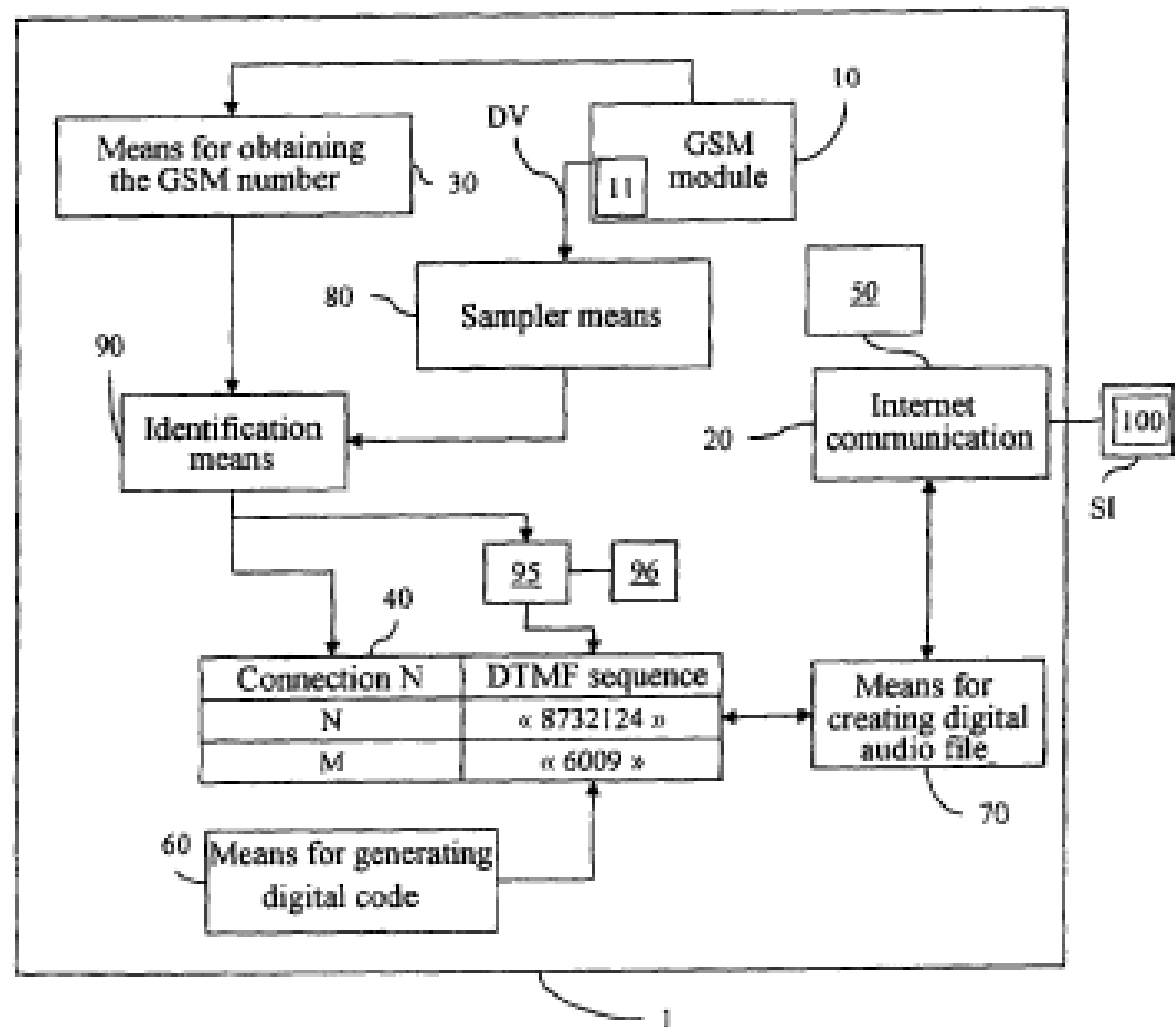 10
DV
GSM
module
11
Means for obtaining
the GSM number
30
80
Sampler means
50
90
Identification
means
Internet
communication
20
100
SI
95
96
40
Connection N
DTMF sequence
N
« 8732124 »
M
« 6009 »
Means for
creating digital
audio file
70
60
Means for generating
digital code
1